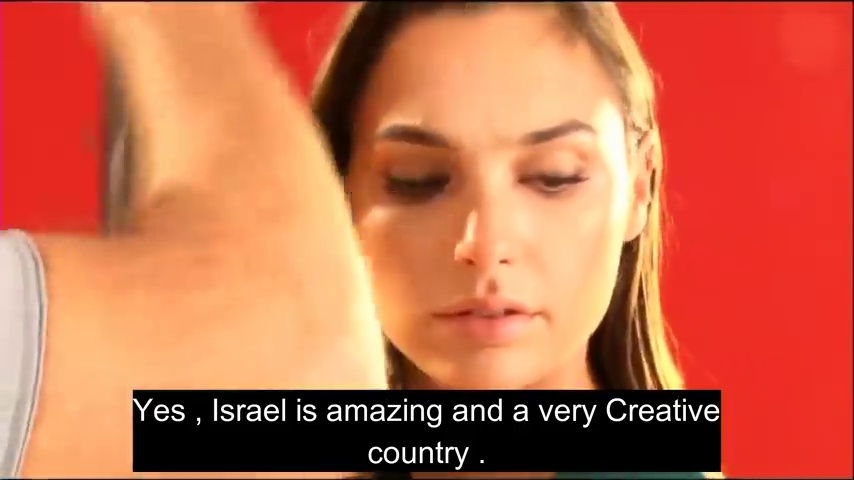 Yes , Israel is amazing and a very Creative
country .